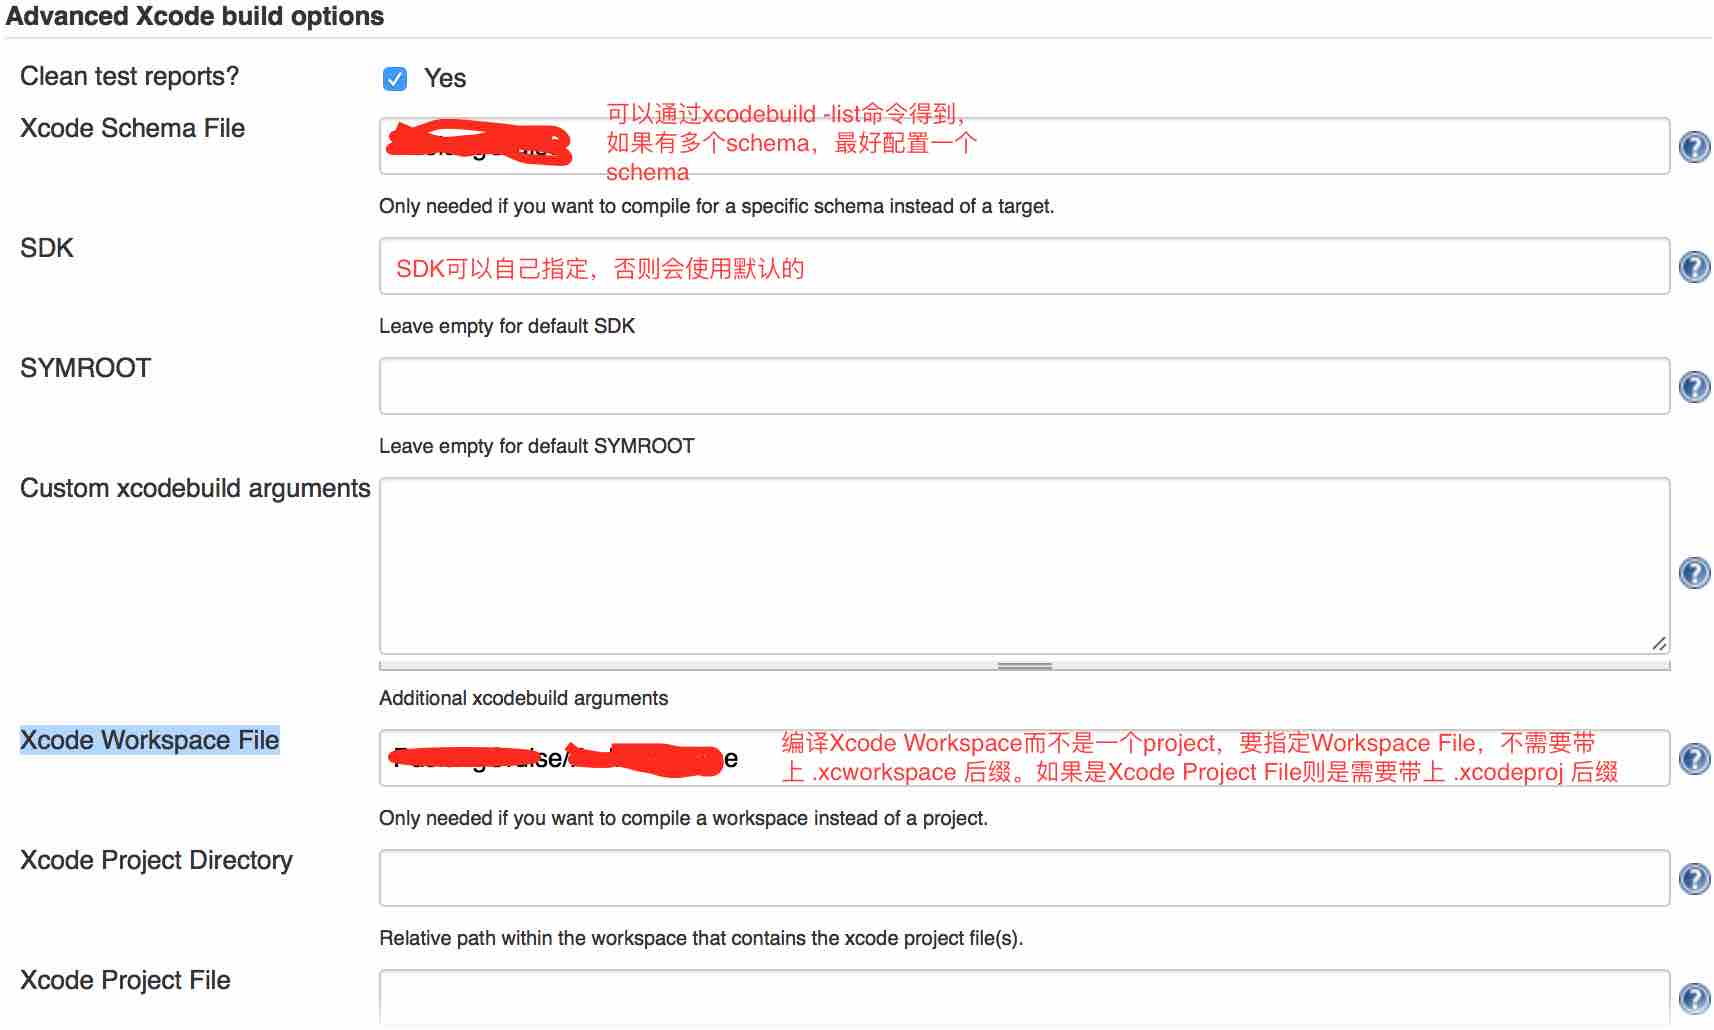 Advanced Xcode build options
Clean test reports?
Yes
Xcode Schema File
可以通过xcodebuild -list命令得到，
如果有多个schema，最好配置一个
schema
Only needed if you want to compile for a specific schema instead of a target.
SDK
SDK可以自己指定，否则会使用默认的
Leave empty for default SDK
SYMROOT
Leave empty for default SYMROOT
Custom xcodebuild arguments
Additional xcodebuild arguments
Xcode Workspace File
编译Xcode Workspace而不是一个project，要指定Workspace File，不需要带
上 .xcworkspace 后缀。如果是Xcode Project File则是需要带上 .xcodeproj 后缀
Only needed if you want to compile a workspace instead of a project.
Xcode Project Directory
Relative path within the workspace that contains the xcode project file(s).
Xcode Project File